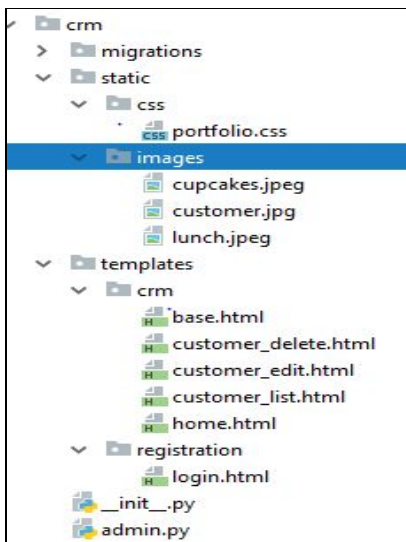 crm
migrations
static
css
CSS portfolio.css
images
cupcakes.jpeg
customer.jpg
lunch.jpeg
templates
crm
H base.html
H customer_delete.html
H customer_edit.html
H customer_list.html
H home.html
registration
H login.html
__init__.py
admin.py